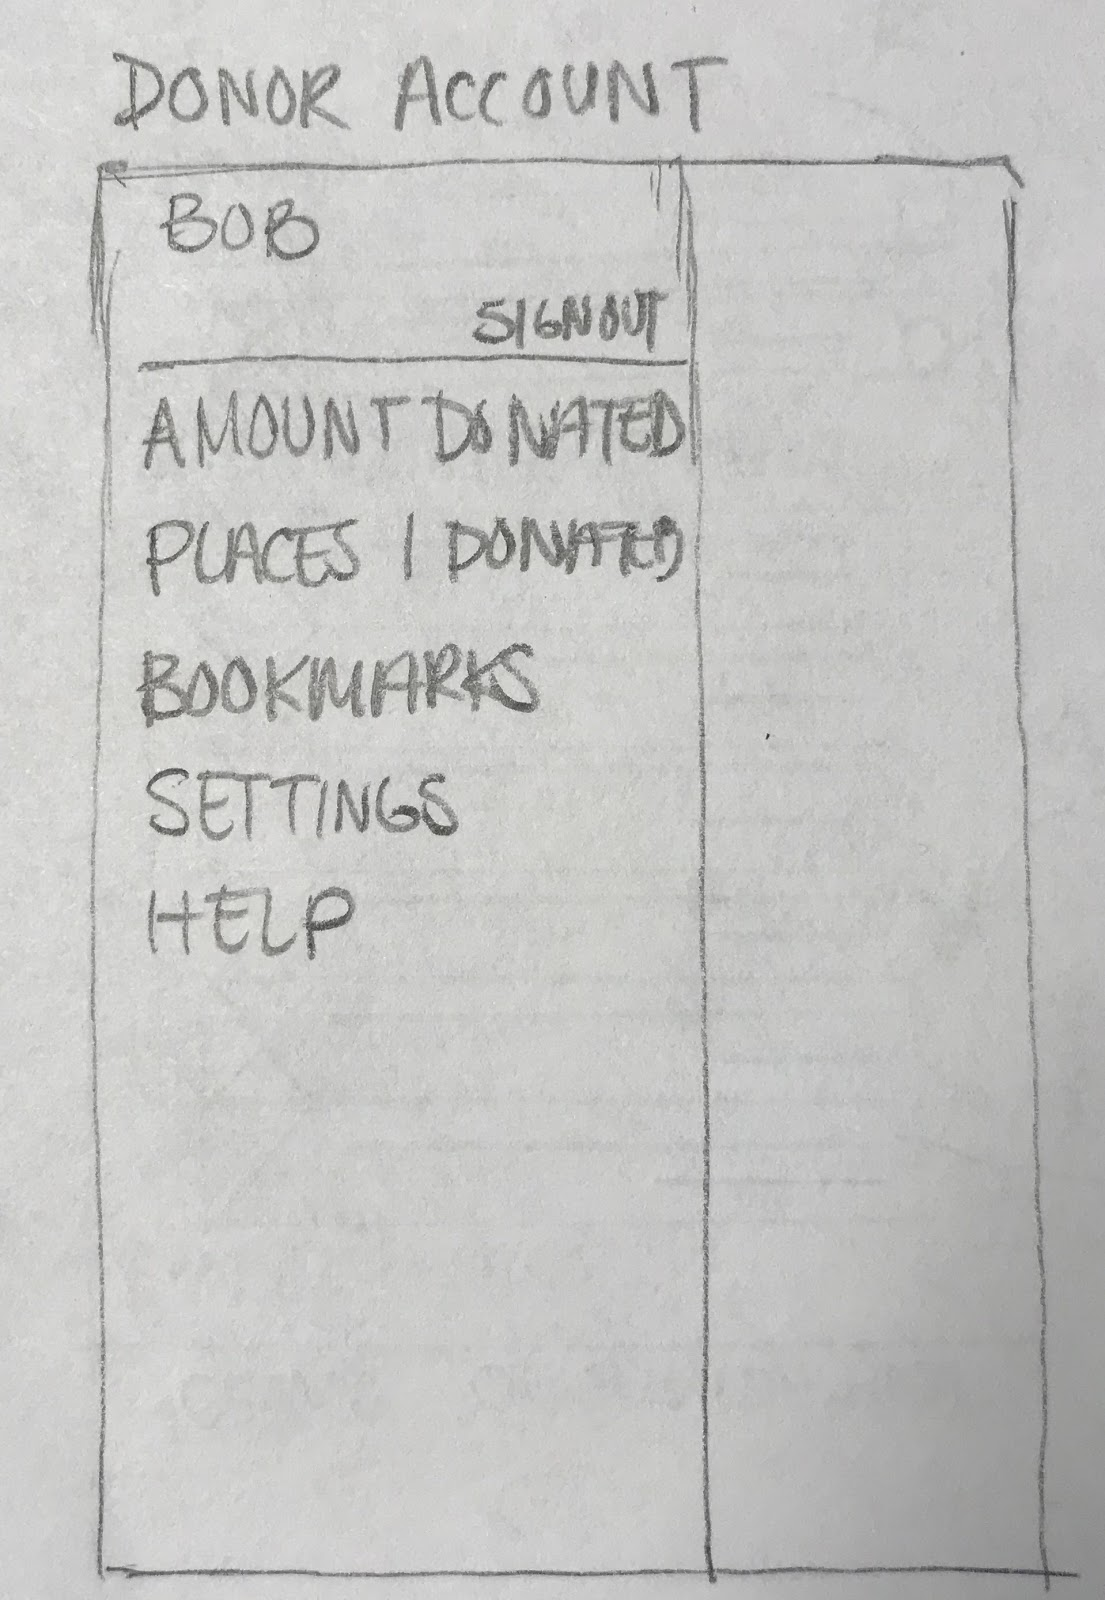 DONOR ACCOUNT
BOB
SIGNOUT
AMOUNT DONATED
PLACES I DONATED
BOOKMARKS
SETTINGS
HELP